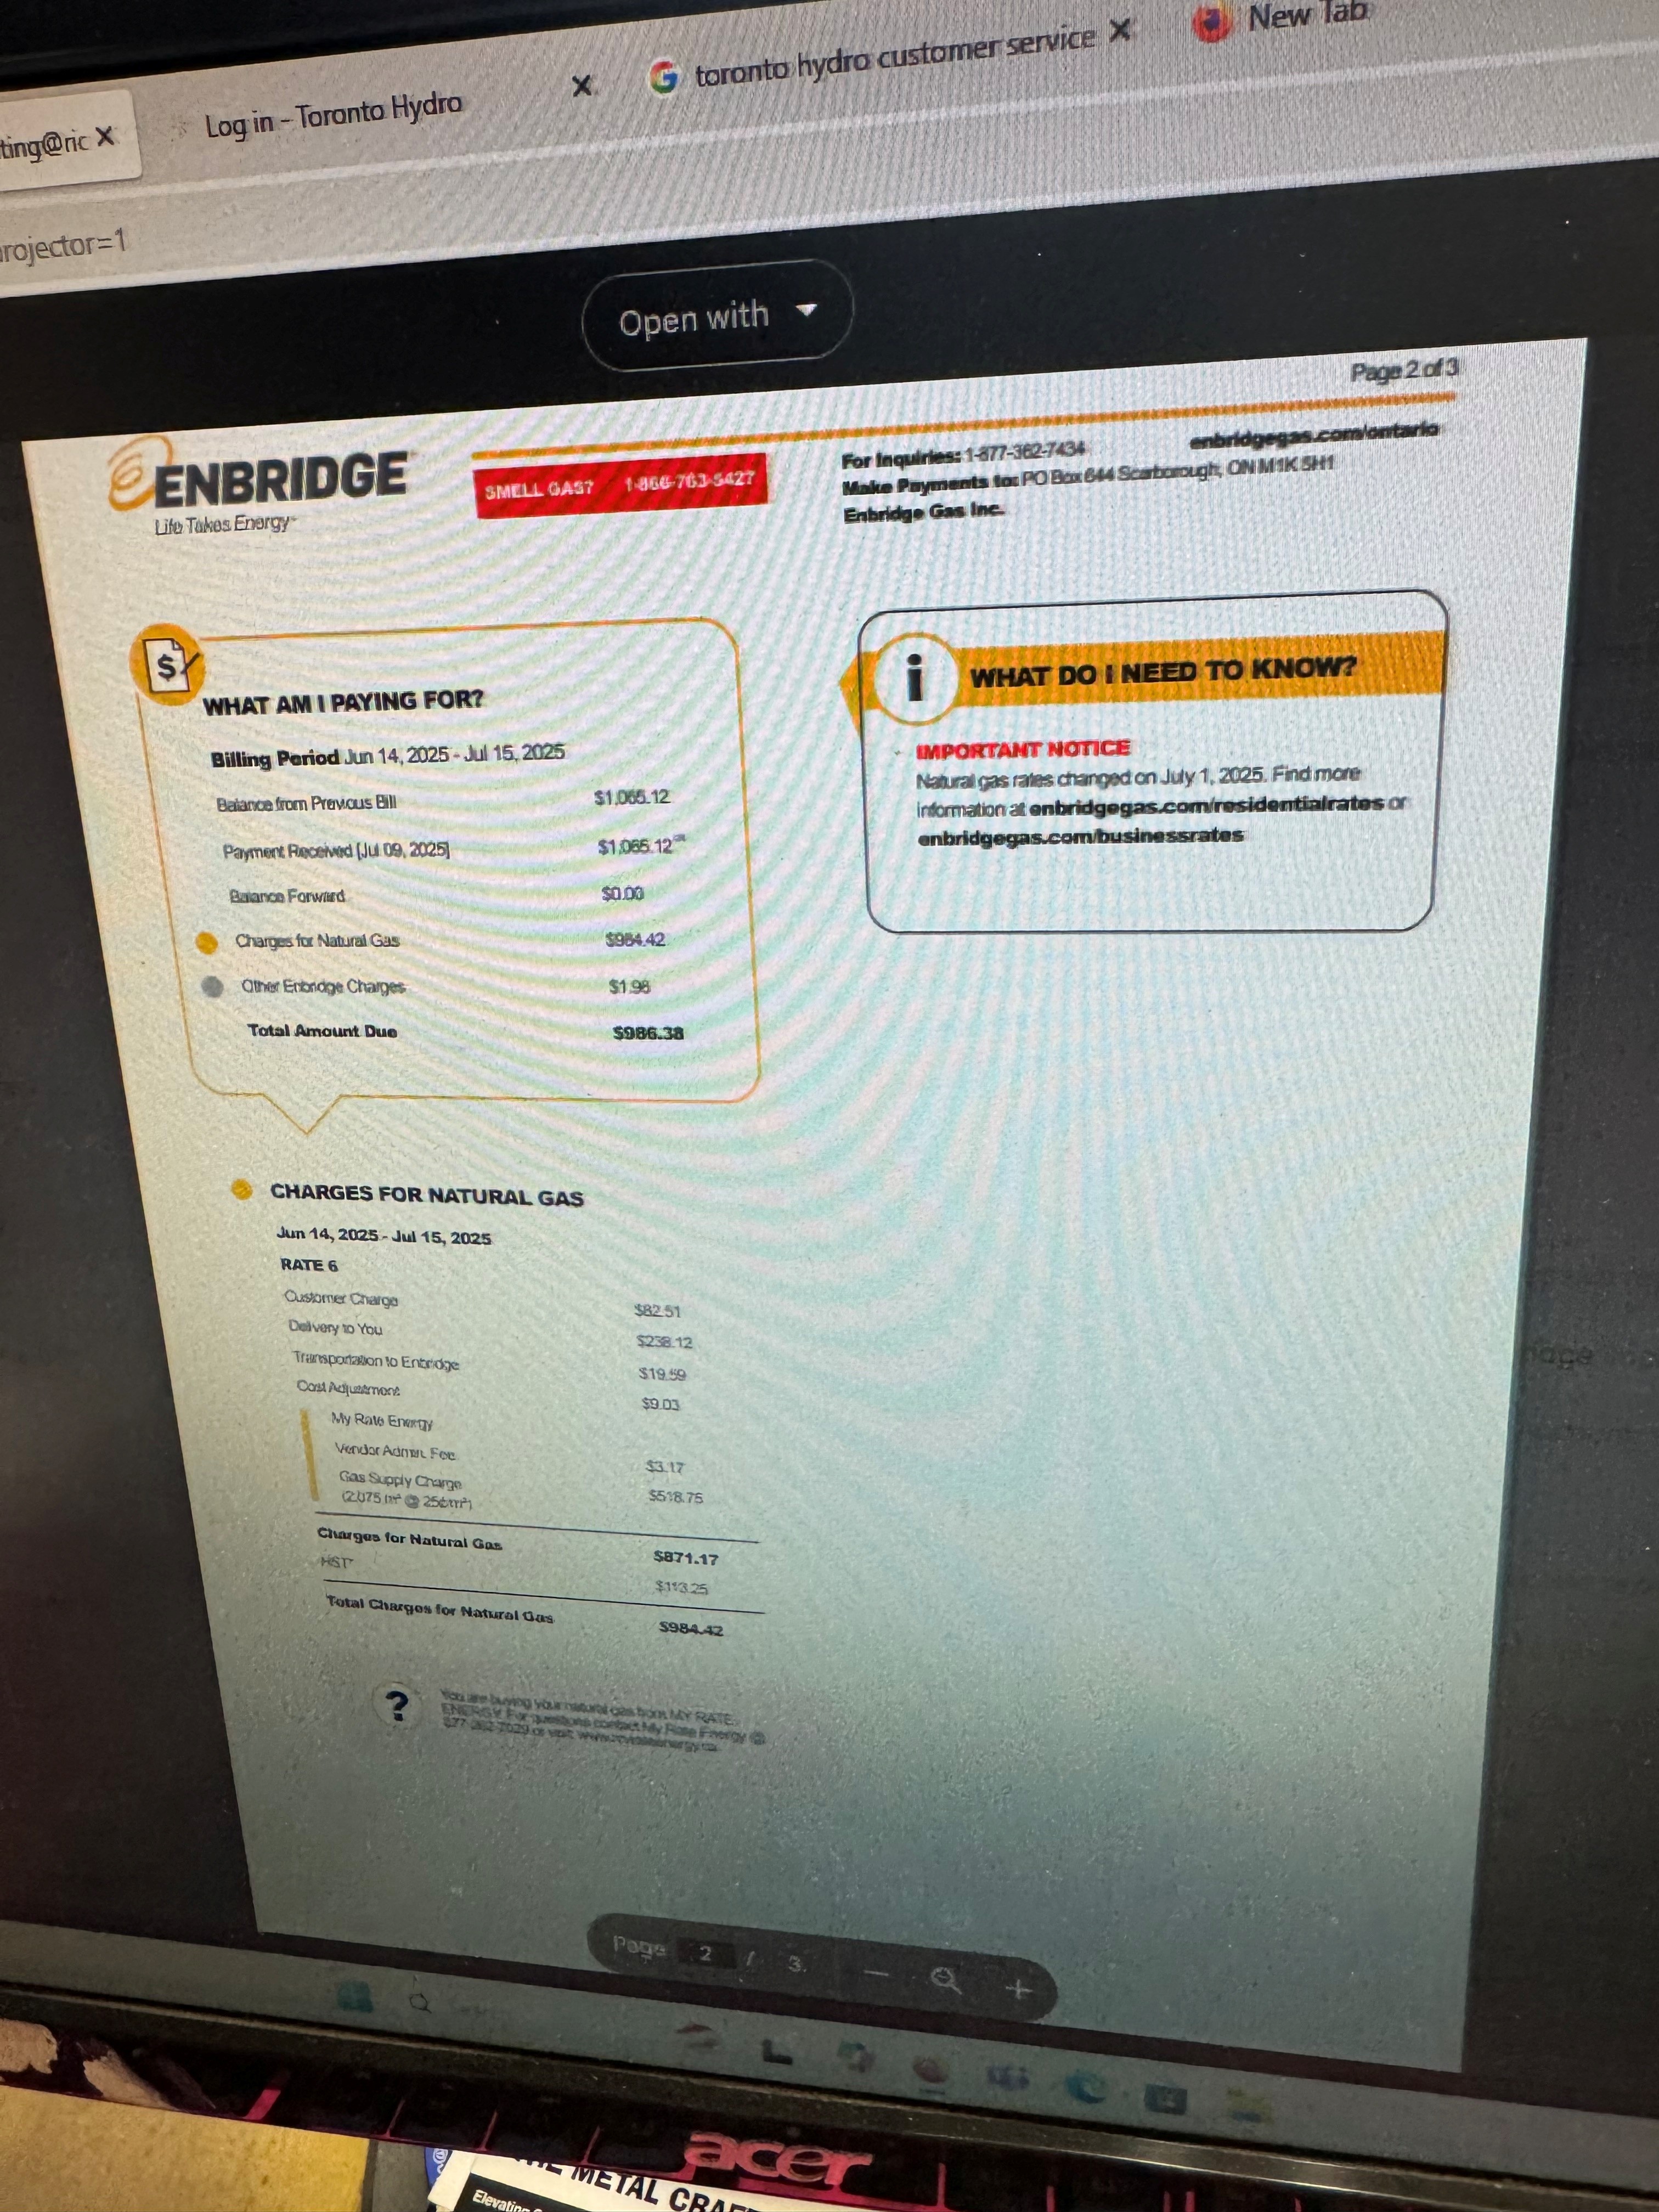 ting@ric
Log in - Toronto Hydro
toronto hydro customer service
New Tab
rojector=1
Open with
Page 2 of 3
ENBRIDGE
Life Takes Energy
SMELL GAS? 1-866-763-5427
For Inquiries: 1-877-362-7434
enbridgegas.com/ontario
Make Payments to: PO Box 644 Scarborough, ON M1K 5H1
Enbridge Gas Inc.
WHAT AM I PAYING FOR?
Billing Period Jun 14, 2025 - Jul 15, 2025
Balance from Previous Bill $1,065.12
Payment Received [Jul 09, 2025] $1,065.12
Balance Forward $0.00
Charges for Natural Gas $984.42
Other Enbridge Charges $1.96
Total Amount Due $986.38
WHAT DO I NEED TO KNOW?
IMPORTANT NOTICE
Natural gas rates changed on July 1, 2025. Find more
information at enbridgegas.com/residentialrates or
enbridgegas.com/businessrates
CHARGES FOR NATURAL GAS
Jun 14, 2025 - Jul 15, 2025
RATE 6
Customer Charge $82.51
Delivery to You $238.12
Transportation to Enbridge $19.59
Cost Adjustment $9.03
My Rate Energy
Vendor Admin. Fee $3.17
Gas Supply Charge $518.75
(2,075 m³ @ 25¢/m³)
Charges for Natural Gas $871.17
HST $113.25
Total Charges for Natural Gas $984.42
?
You are buying your natural gas from MY RATE
ENERGY. For questions contact My Rate Energy @
Page 2 / 3
acer
METAL CRAF
Elevating